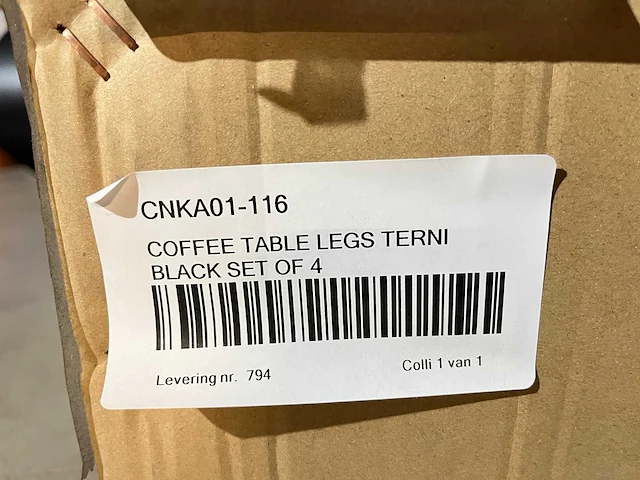 CNKA01-116
COFFEE TABLE LEGS TERNI
BLACK SET OF 4
Levering nr. 794
Colli 1 van 1